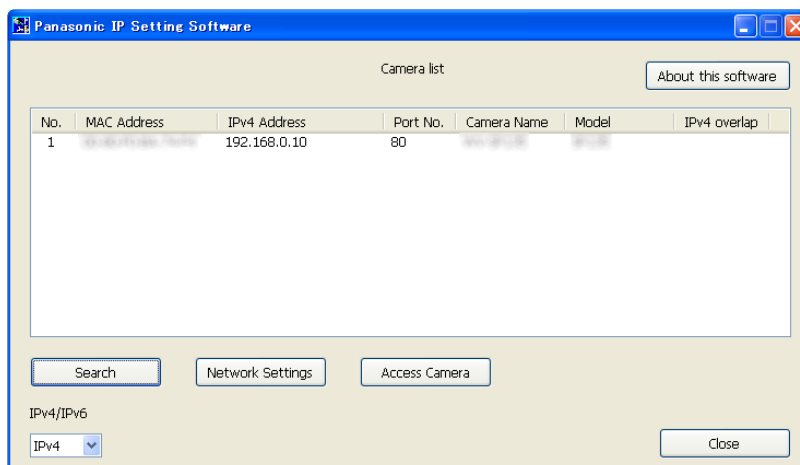 Panasonic IP Setting Software
Camera list
About this software
No. MAC Address IPv4 Address Port No. Camera Name Model IPv4 overlap
1 192.168.0.10 80
Search Network Settings Access Camera
IPv4/IPv6
IPv4
Close